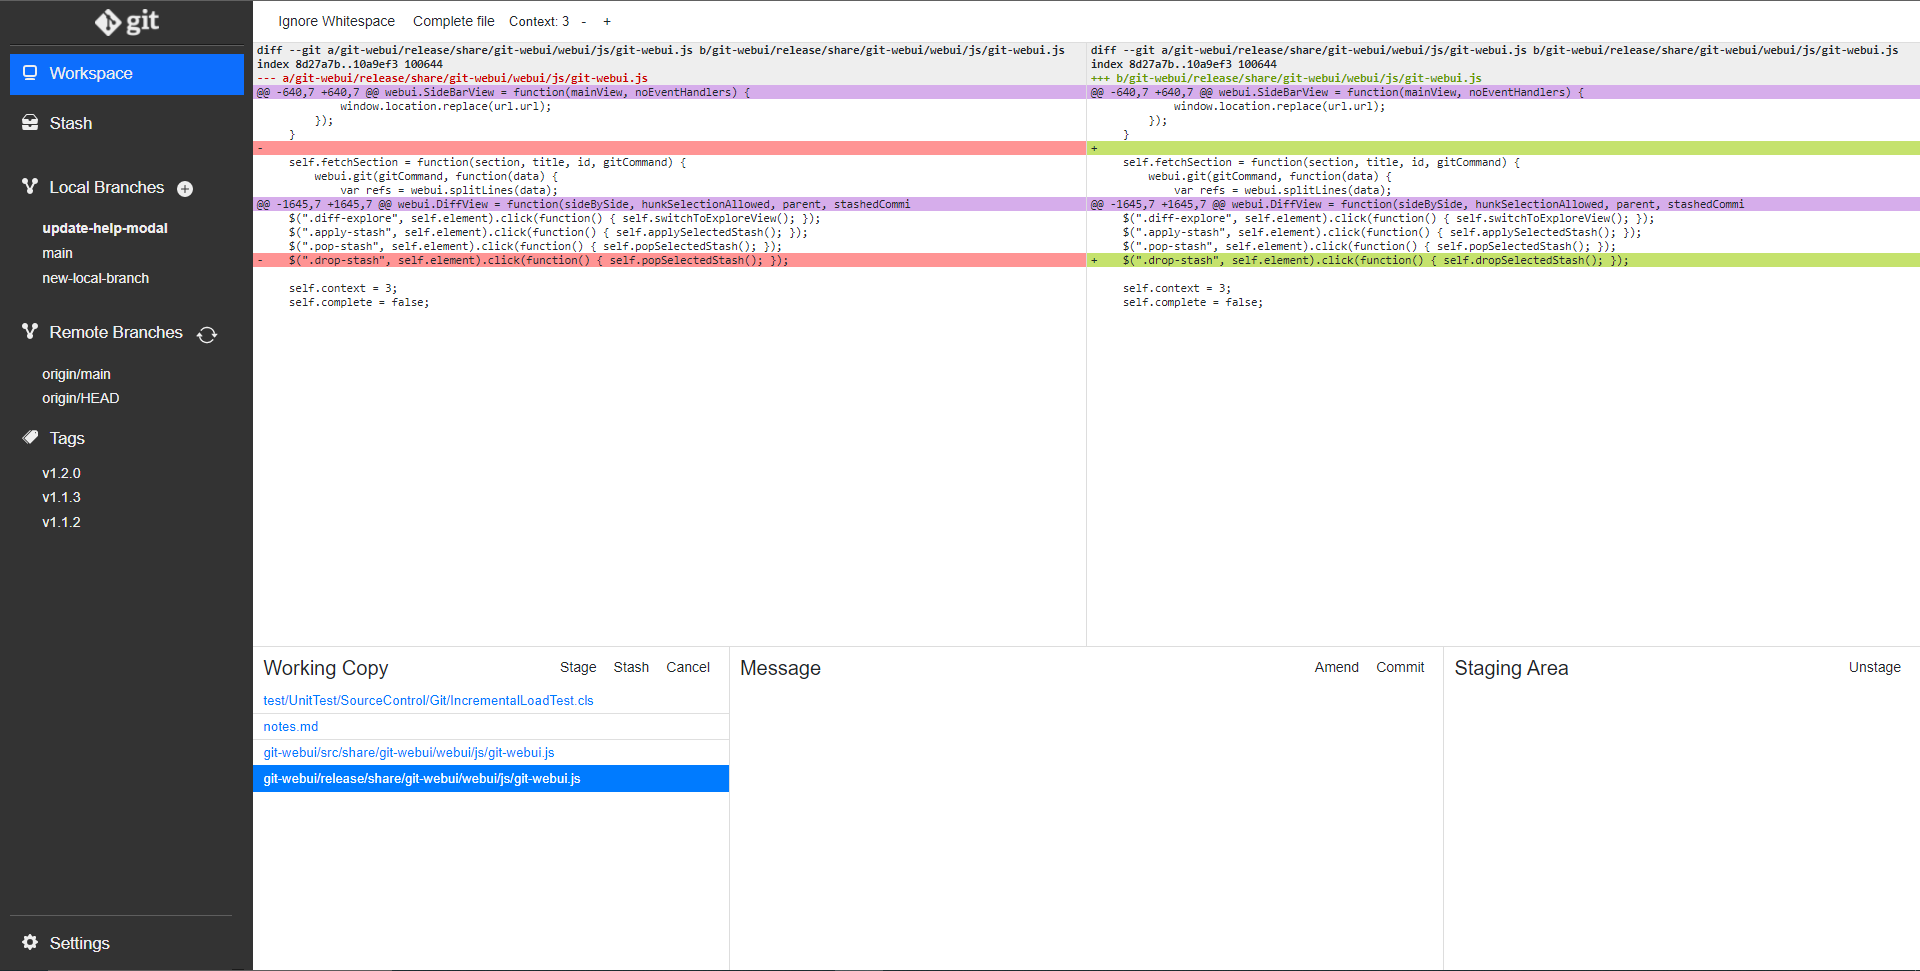 git
Workspace
Stash
Local Branches
update-help-modal
main
new-local-branch
Remote Branches
origin/main
origin/HEAD
Tags
v1.2.0
v1.1.3
v1.1.2
Settings
Ignore Whitespace Complete file Context: 3 - +
diff --git a/git-webui/release/share/git-webui/webui/js/git-webui.js b/git-webui/release/share/git-webui/webui/js/git-webui.js
index 8d27a7b..10a9ef3 100644
--- a/git-webui/release/share/git-webui/webui/js/git-webui.js
@@ -640,7 +640,7 @@ webui.SideBarView = function(mainView, noEventHandlers) {
window.location.replace(url.url);
});
}
-
self.fetchSection = function(section, title, id, gitCommand) {
webui.git(gitCommand, function(data) {
var refs = webui.splitLines(data);
@@ -1645,7 +1645,7 @@ webui.DiffView = function(sideBySide, hunkSelectionAllowed, parent, stashedCommi
$(".diff-explore", self.element).click(function() { self.switchToExploreView(); });
$(".apply-stash", self.element).click(function() { self.applySelectedStash(); });
$(".pop-stash", self.element).click(function() { self.popSelectedStash(); });
- $(".drop-stash", self.element).click(function() { self.popSelectedStash(); });
self.context = 3;
self.complete = false;
diff --git a/git-webui/release/share/git-webui/webui/js/git-webui.js b/git-webui/release/share/git-webui/webui/js/git-webui.js
index 8d27a7b..10a9ef3 100644
+++ b/git-webui/release/share/git-webui/webui/js/git-webui.js
@@ -640,7 +640,7 @@ webui.SideBarView = function(mainView, noEventHandlers) {
window.location.replace(url.url);
});
}
+
self.fetchSection = function(section, title, id, gitCommand) {
webui.git(gitCommand, function(data) {
var refs = webui.splitLines(data);
@@ -1645,7 +1645,7 @@ webui.DiffView = function(sideBySide, hunkSelectionAllowed, parent, stashedCommi
$(".diff-explore", self.element).click(function() { self.switchToExploreView(); });
$(".apply-stash", self.element).click(function() { self.applySelectedStash(); });
$(".pop-stash", self.element).click(function() { self.popSelectedStash(); });
+ $(".drop-stash", self.element).click(function() { self.dropSelectedStash(); });
self.context = 3;
self.complete = false;
Working Copy Stage Stash Cancel
test/UnitTest/SourceControl/Git/IncrementalLoadTest.cls
notes.md
git-webui/src/share/git-webui/webui/js/git-webui.js
git-webui/release/share/git-webui/webui/js/git-webui.js
Message Amend Commit
Staging Area Unstage